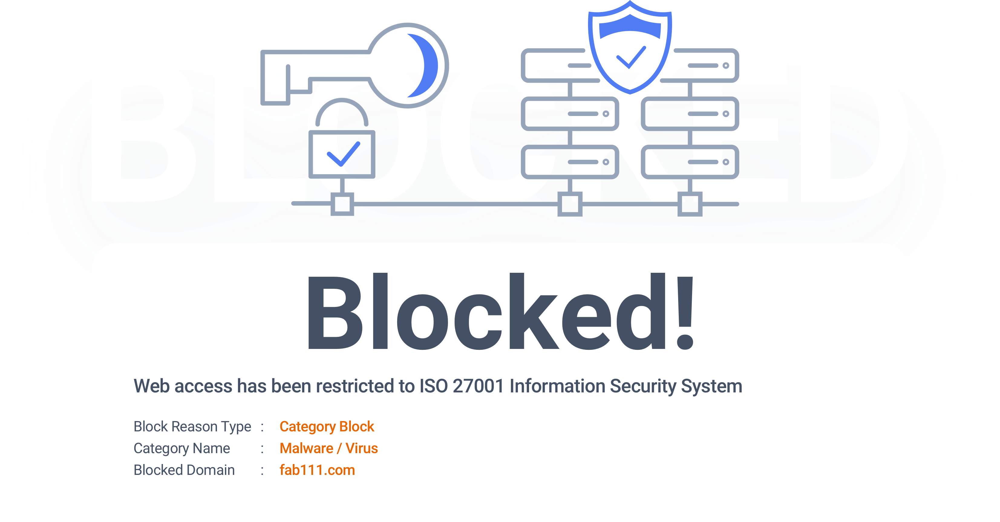 BLOCKED
Blocked!
Web access has been restricted to ISO 27001 Information Security System
Block Reason Type : Category Block
Category Name : Malware / Virus
Blocked Domain : fab111.com